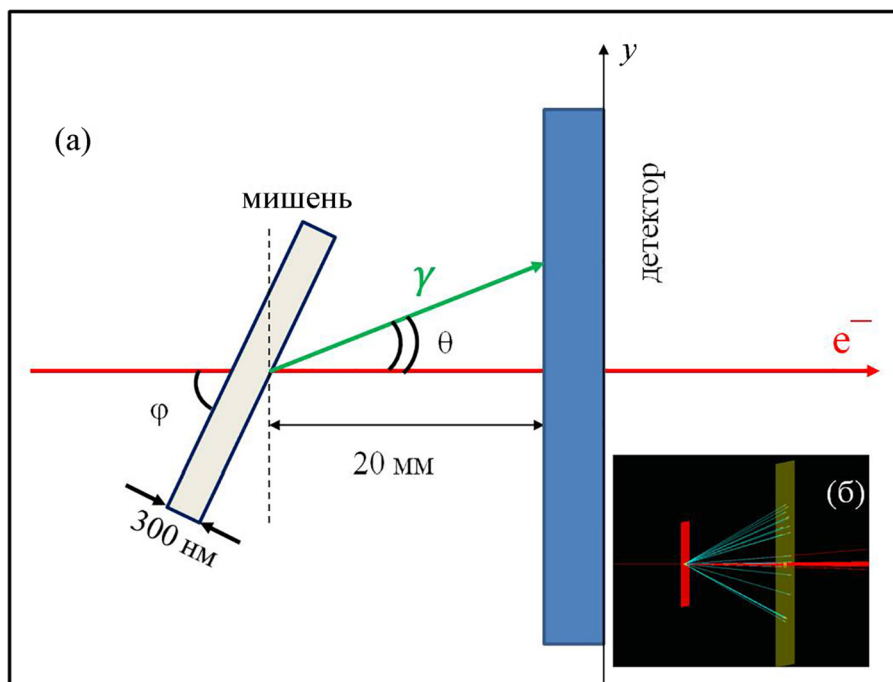 (а)
y
мишень
детектор
γ
θ
e⁻
φ
20 мм
300 нм
(б)